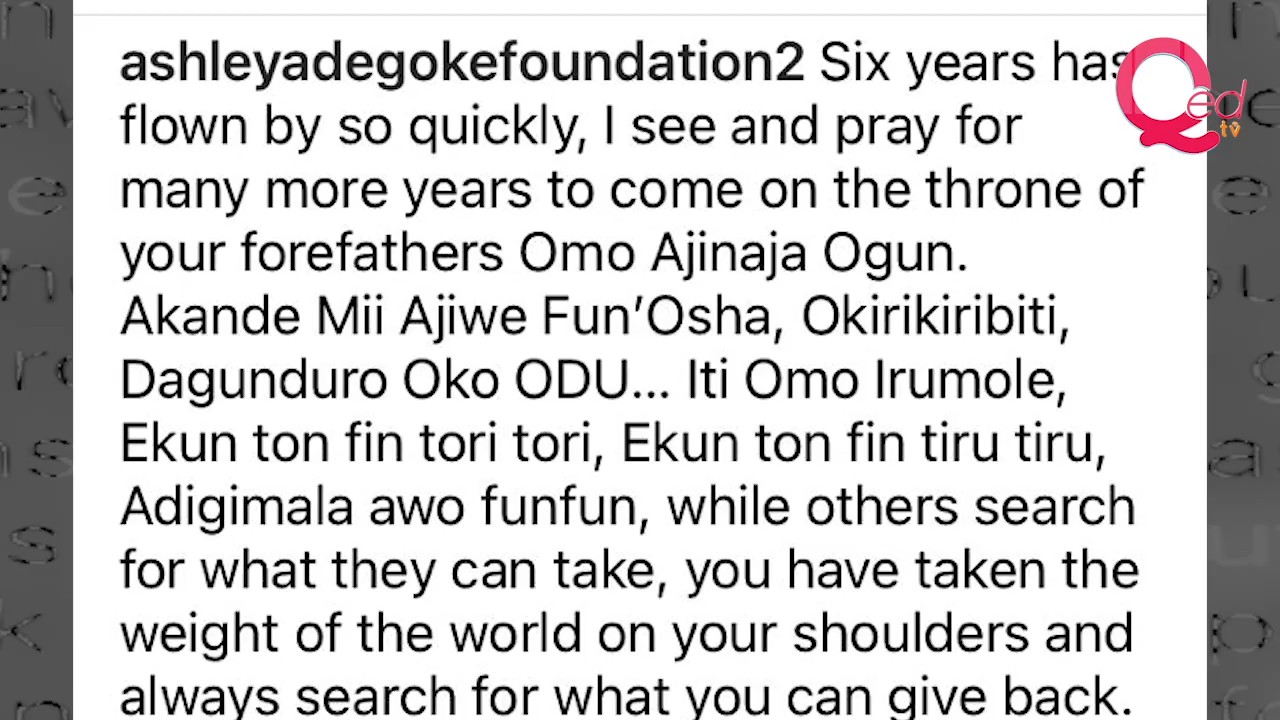 ashleyadegokefoundation2 Six years has
flown by so quickly, I see and pray for
many more years to come on the throne of
your forefathers Omo Ajinaja Ogun.
Akande Mii Ajiwe Fun'Osha, Okirikiribiti,
Dagunduro Oko ODU... Iti Omo Irumole,
Ekun ton fin tori tori, Ekun ton fin tiru tiru,
Adigimala awo funfun, while others search
for what they can take, you have taken the
weight of the world on your shoulders and
always search for what you can give back.
Qed
tv